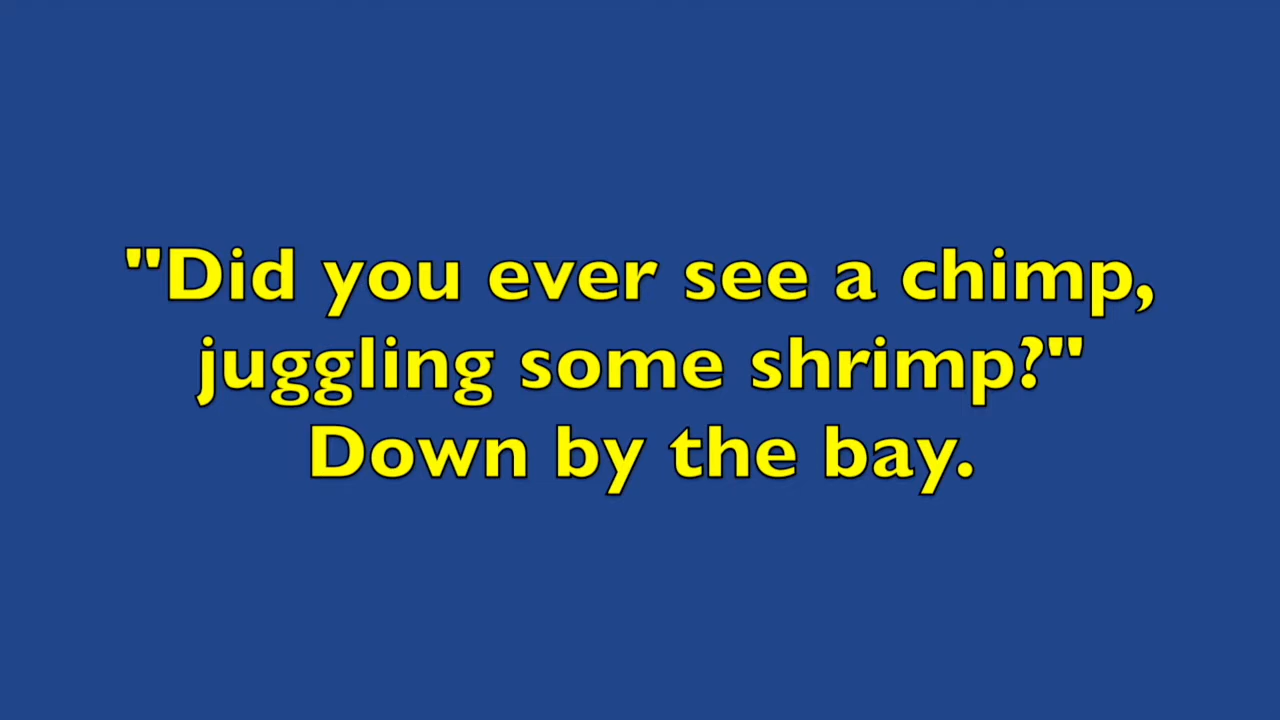 "Did you ever see a chimp,
juggling some shrimp?"
Down by the bay.